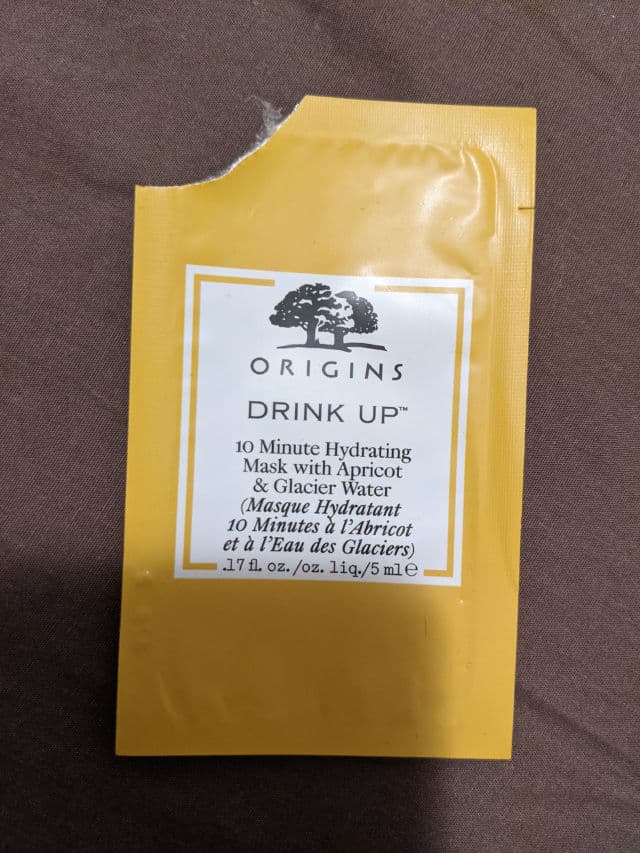 ORIGINS
DRINK UP™
10 Minute Hydrating
Mask with Apricot
& Glacier Water
(Masque Hydratant
10 Minutes à l'Abricot
et à l'Eau des Glaciers)
.17 fl. oz./oz. liq./5 ml ℮